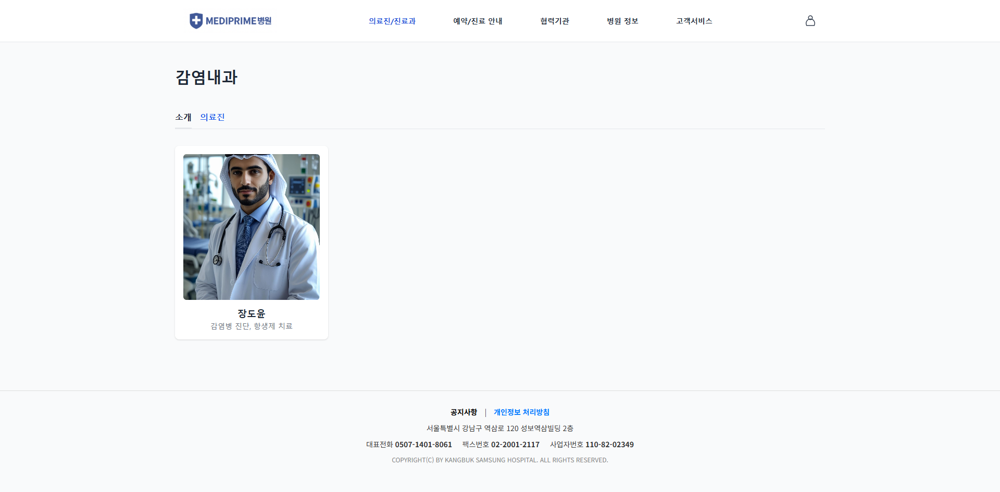 MEDIPRIME병원
의료진/진료과 예약/진료 안내 협력기관 병원 정보 고객서비스
감염내과
소개 의료진
장도윤
감염병 진단, 항생제 치료
공지사항 | 개인정보 처리방침
서울특별시 강남구 역삼로 120 성보역삼빌딩 2층
대표전화 0507-1401-8061 팩스번호 02-2001-2117 사업자번호 110-82-02349
COPYRIGHT(C) BY KANGBUK SAMSUNG HOSPITAL. ALL RIGHTS RESERVED.